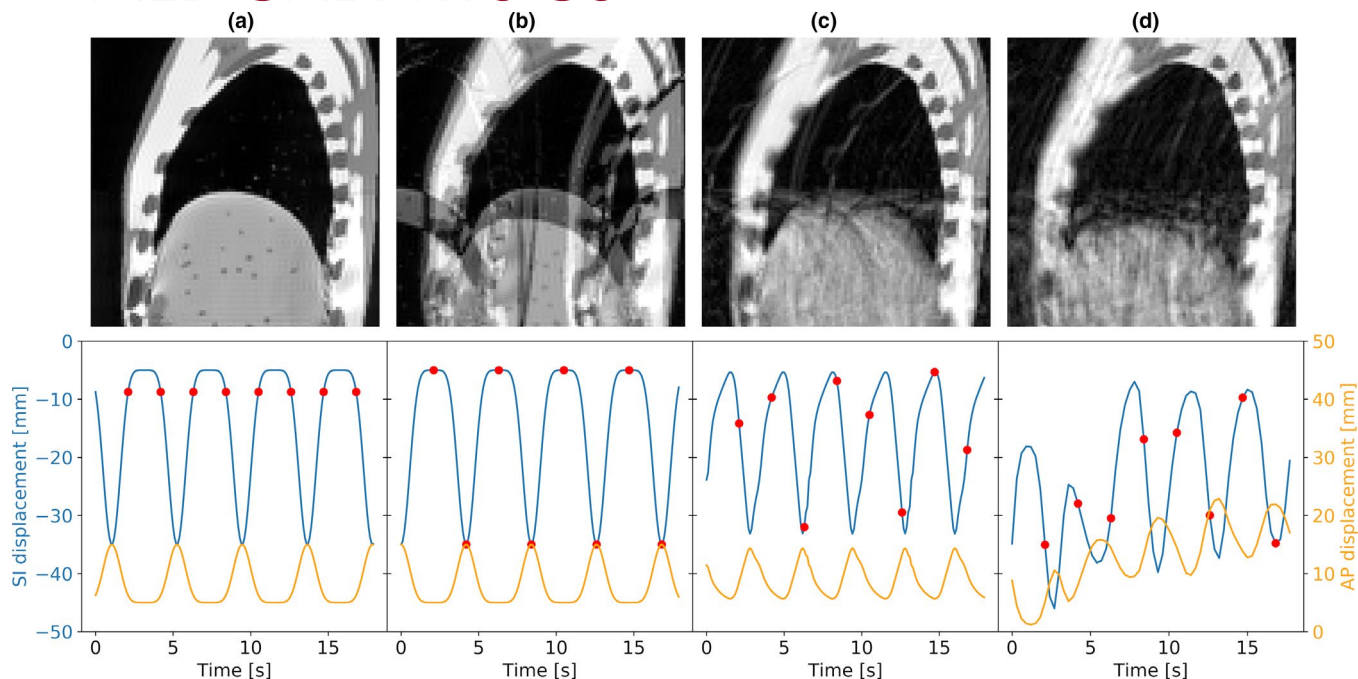 (a) (b) (c) (d)
SI displacement [mm]
0
−10
−20
−30
−40
−50
50
40
30
20
10
0
AP displacement [mm]
0 5 10 15 0 5 10 15 0 5 10 15 0 5 10 15
Time [s] Time [s] Time [s] Time [s]